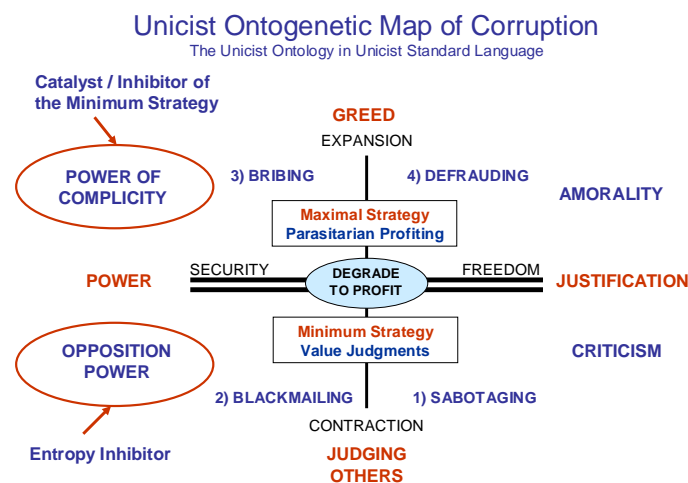 Unicist Ontogenetic Map of Corruption
The Unicist Ontology in Unicist Standard Language
Catalyst / Inhibitor of
the Minimum Strategy
GREED
EXPANSION
POWER OF
COMPLICITY
3) BRIBING
4) DEFRAUDING
AMORALITY
Maximal Strategy
Parasitarian Profiting
POWER
SECURITY
DEGRADE
TO PROFIT
FREEDOM
JUSTIFICATION
Minimum Strategy
Value Judgments
OPPOSITION
POWER
CRITICISM
2) BLACKMAILING
1) SABOTAGING
CONTRACTION
Entropy Inhibitor
JUDGING
OTHERS